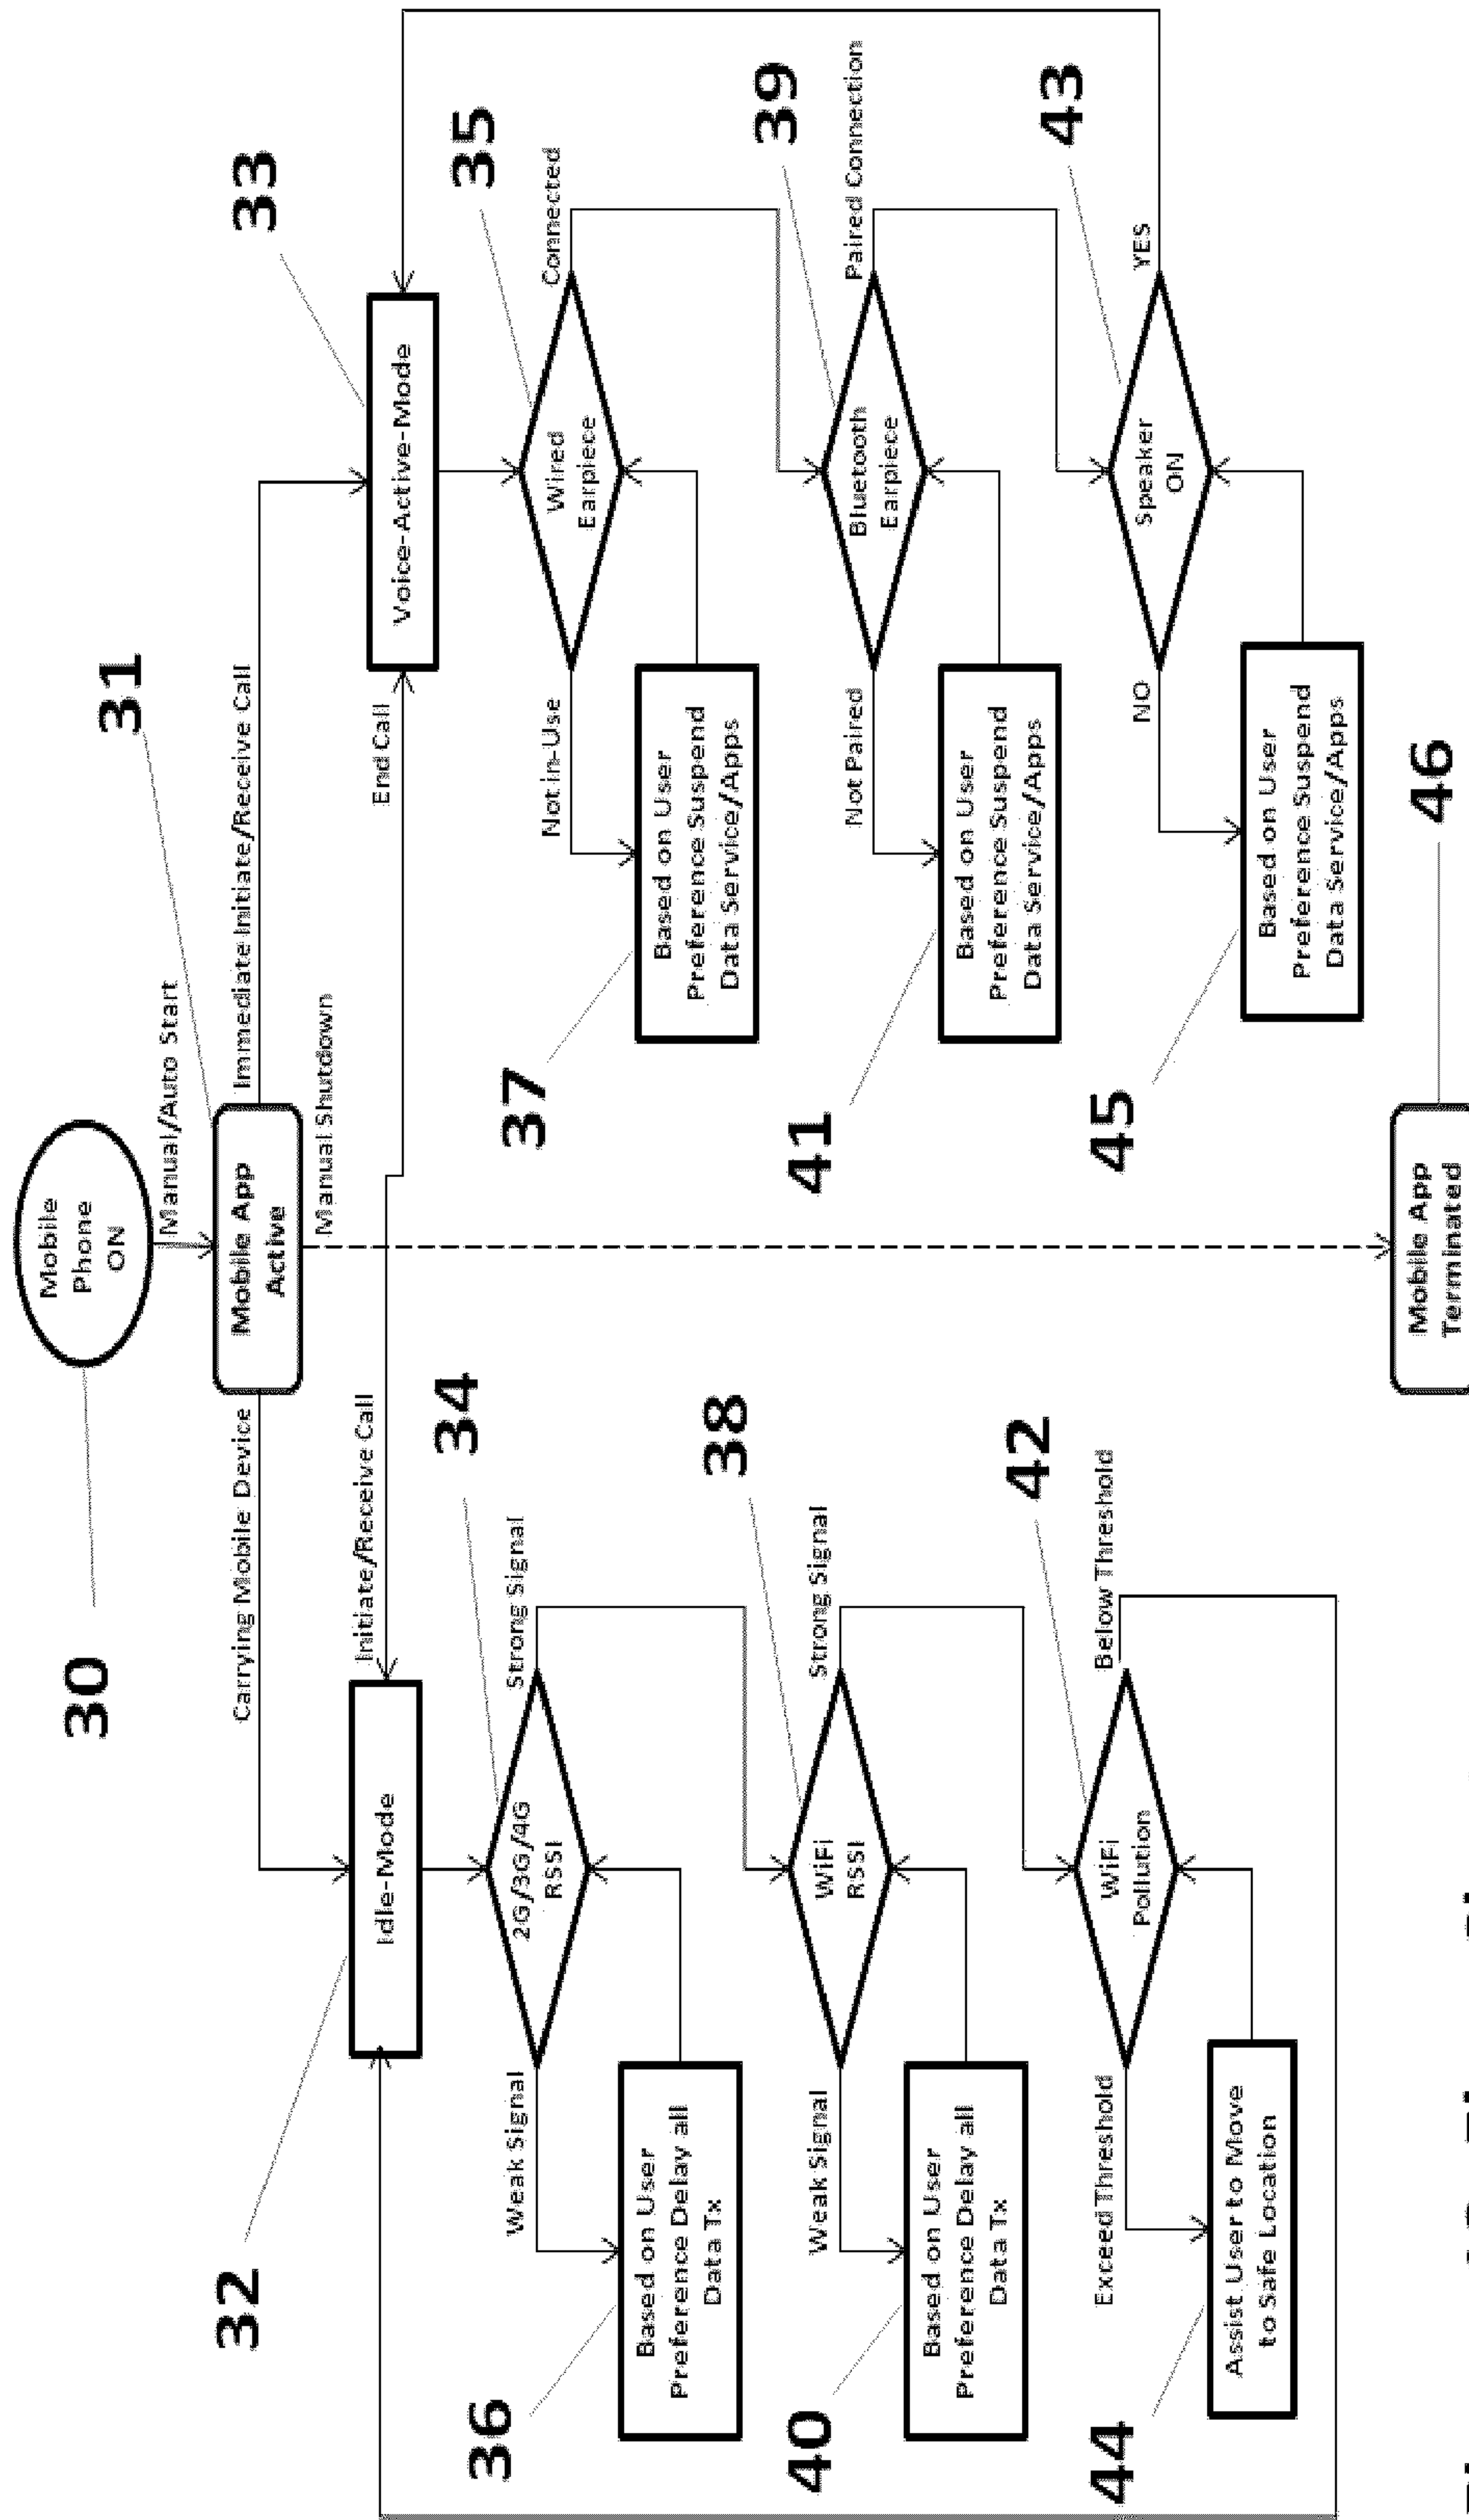 30
Mobile
Phone
ON
Manual/Auto Start
31
Mobile App
Active
Carrying Mobile Device
Immediate Initiate/Receive Call
Manual Shutdown
32
Idle-Mode
Initiate/Receive Call
End Call
33
Voice-Active-Mode
34
2G/3G/4G
RSSI
Weak Signal
Strong Signal
36
Based on User
Preference Delay all
Data Tx
38
WiFi
RSSI
Weak Signal
Strong Signal
40
Based on User
Preference Delay all
Data Tx
42
WiFi
Pollution
Exceed Threshold
Below Threshold
44
Assist User to Move
to Safe Location
35
Wired
Earpiece
Not in-Use
Connected
37
Based on User
Preference Suspend
Data Service/Apps
39
Bluetooth
Earpiece
Not Paired
Paired Connection
41
Based on User
Preference Suspend
Data Service/Apps
43
Speaker
ON
NO
YES
45
Based on User
Preference Suspend
Data Service/Apps
46
Mobile App
Terminated